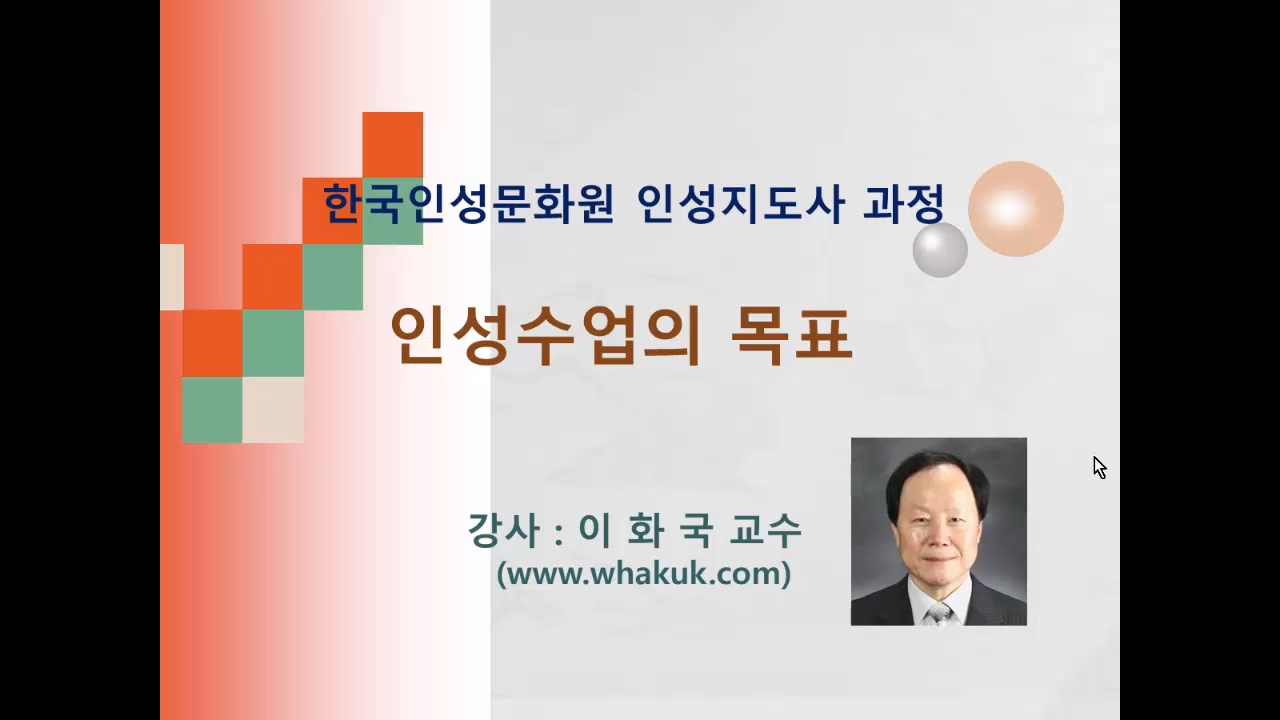 한국인성문화원 인성지도사 과정
인성수업의 목표
강사 : 이 화 국 교수
(www.whakuk.com)